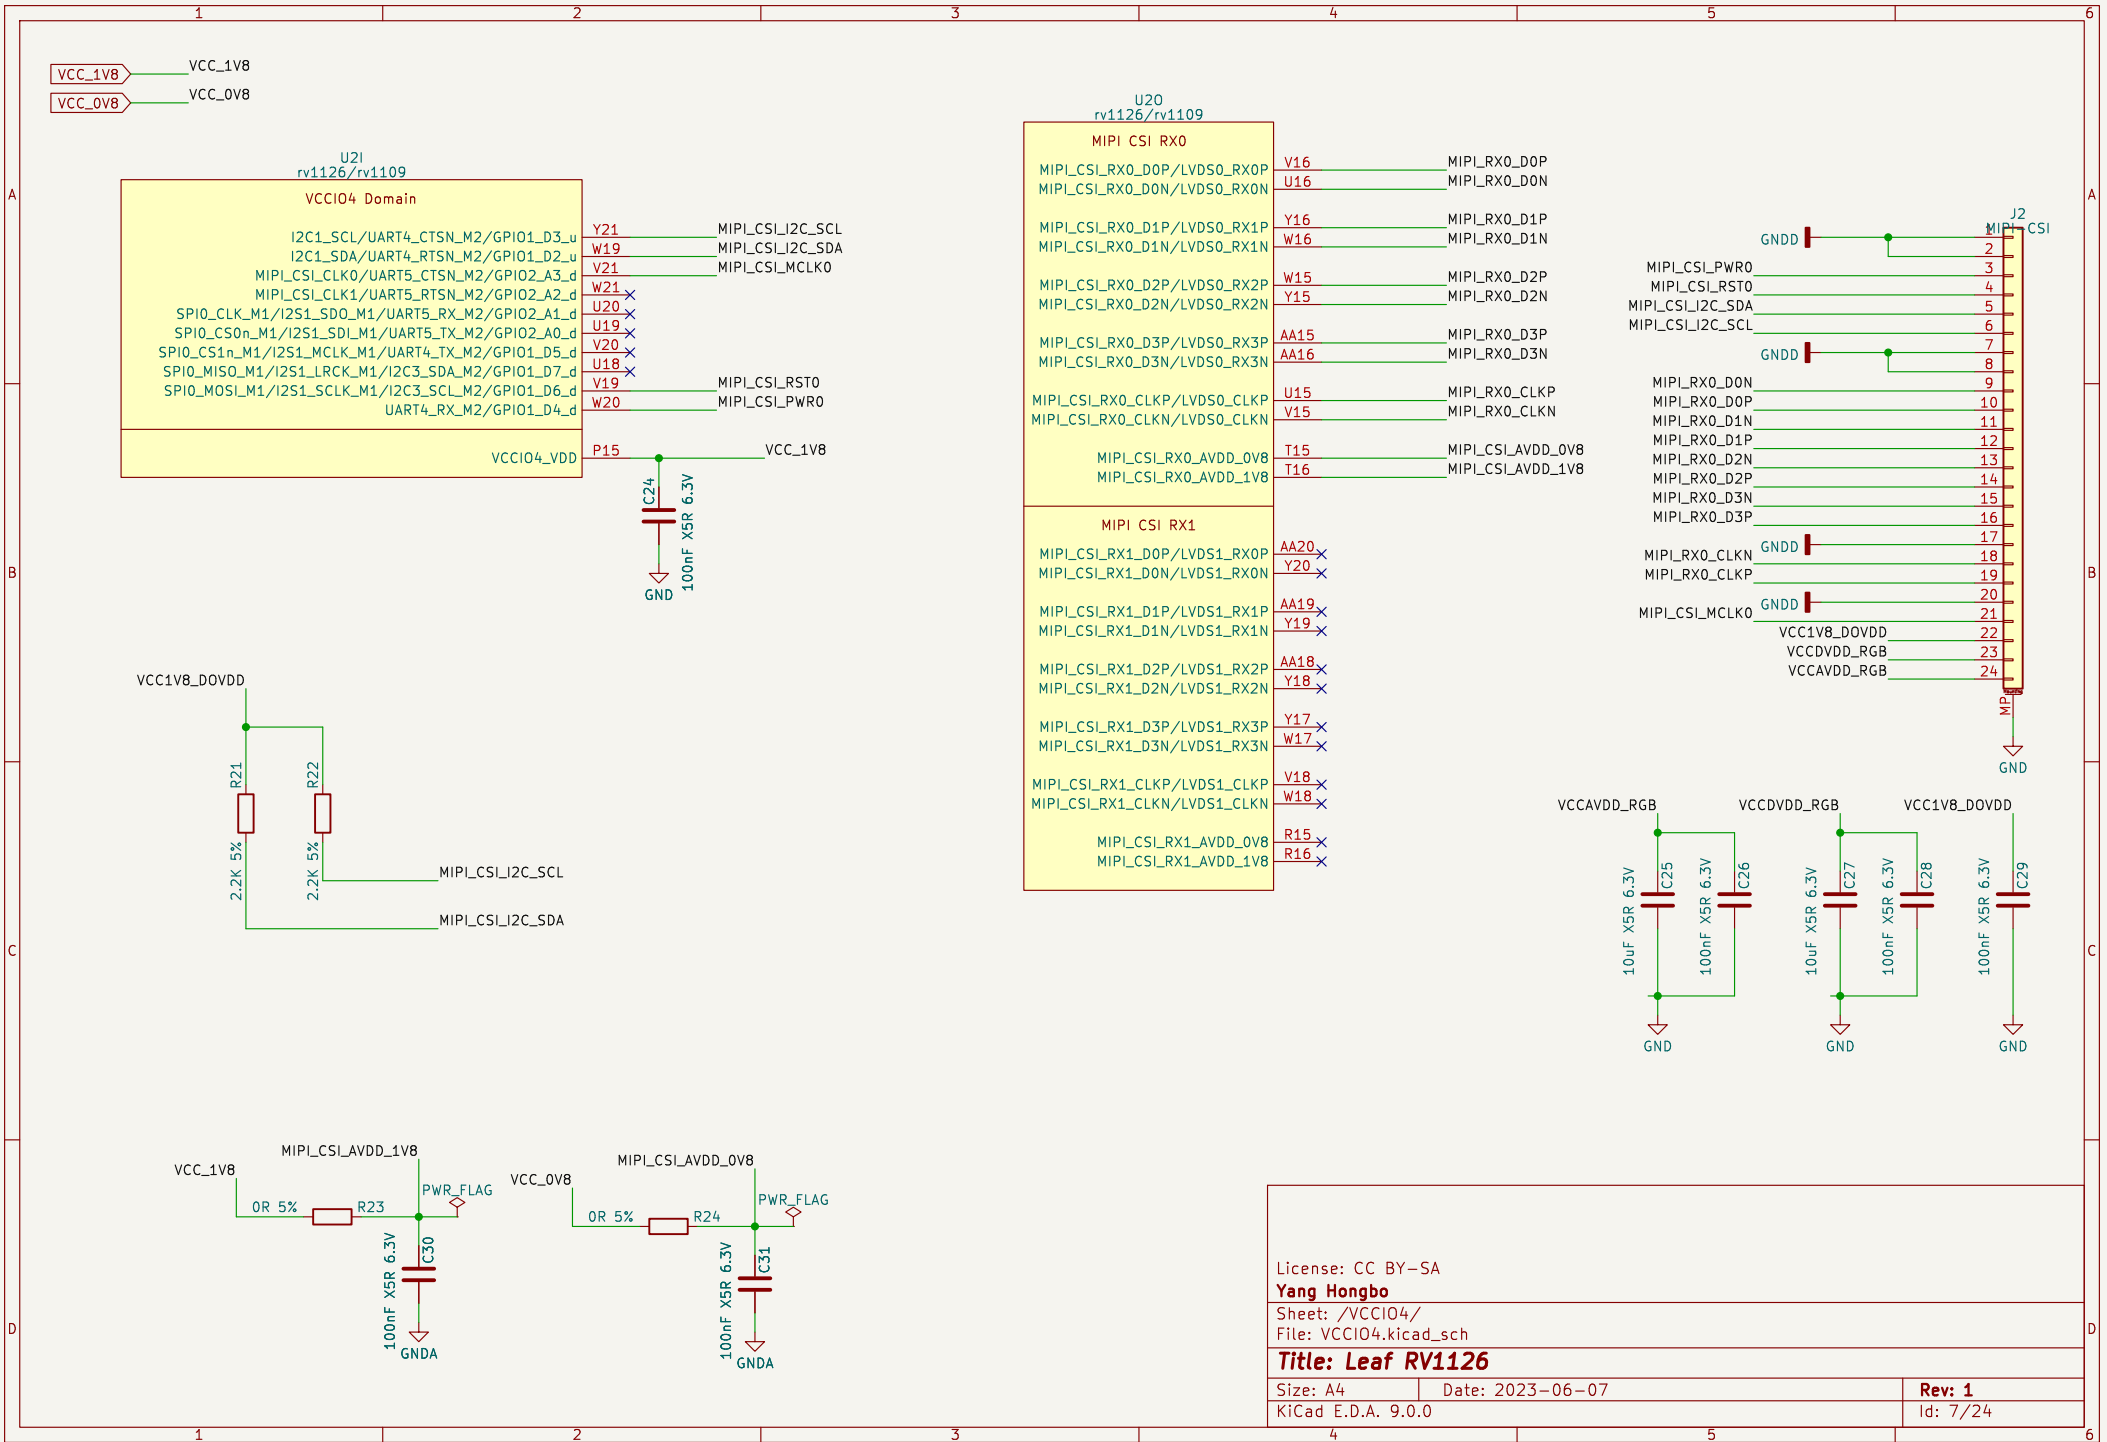 1 2 3 4 5 6
VCC_1V8 VCC_1V8
VCC_0V8 VCC_0V8
U2I
rv1126/rv1109
VCCIO4 Domain
I2C1_SCL/UART4_CTSN_M2/GPIO1_D3_u Y21 MIPI_CSI_I2C_SCL
I2C1_SDA/UART4_RTSN_M2/GPIO1_D2_u W19 MIPI_CSI_I2C_SDA
MIPI_CSI_CLK0/UART5_CTSN_M2/GPIO2_A3_d V21 MIPI_CSI_MCLK0
MIPI_CSI_CLK1/UART5_RTSN_M2/GPIO2_A2_d W21
SPI0_CLK_M1/I2S1_SDO_M1/UART5_RX_M2/GPIO2_A1_d U20
SPI0_CS0n_M1/I2S1_SDI_M1/UART5_TX_M2/GPIO2_A0_d U19
SPI0_CS1n_M1/I2S1_MCLK_M1/UART4_TX_M2/GPIO1_D5_d V20
SPI0_MISO_M1/I2S1_LRCK_M1/I2C3_SDA_M2/GPIO1_D7_d U18
SPI0_MOSI_M1/I2S1_SCLK_M1/I2C3_SCL_M2/GPIO1_D6_d V19 MIPI_CSI_RST0
UART4_RX_M2/GPIO1_D4_d W20 MIPI_CSI_PWR0
VCCIO4_VDD P15 VCC_1V8
C24
100nF X5R 6.3V
GND
U2O
rv1126/rv1109
MIPI CSI RX0
MIPI_CSI_RX0_D0P/LVDS0_RX0P V16 MIPI_RX0_D0P
MIPI_CSI_RX0_D0N/LVDS0_RX0N U16 MIPI_RX0_D0N
MIPI_CSI_RX0_D1P/LVDS0_RX1P Y16 MIPI_RX0_D1P
MIPI_CSI_RX0_D1N/LVDS0_RX1N W16 MIPI_RX0_D1N
MIPI_CSI_RX0_D2P/LVDS0_RX2P W15 MIPI_RX0_D2P
MIPI_CSI_RX0_D2N/LVDS0_RX2N Y15 MIPI_RX0_D2N
MIPI_CSI_RX0_D3P/LVDS0_RX3P AA15 MIPI_RX0_D3P
MIPI_CSI_RX0_D3N/LVDS0_RX3N AA16 MIPI_RX0_D3N
MIPI_CSI_RX0_CLKP/LVDS0_CLKP U15 MIPI_RX0_CLKP
MIPI_CSI_RX0_CLKN/LVDS0_CLKN V15 MIPI_RX0_CLKN
MIPI_CSI_RX0_AVDD_0V8 T15 MIPI_CSI_AVDD_0V8
MIPI_CSI_RX0_AVDD_1V8 T16 MIPI_CSI_AVDD_1V8
MIPI CSI RX1
MIPI_CSI_RX1_D0P/LVDS1_RX0P AA20
MIPI_CSI_RX1_D0N/LVDS1_RX0N Y20
MIPI_CSI_RX1_D1P/LVDS1_RX1P AA19
MIPI_CSI_RX1_D1N/LVDS1_RX1N Y19
MIPI_CSI_RX1_D2P/LVDS1_RX2P AA18
MIPI_CSI_RX1_D2N/LVDS1_RX2N Y18
MIPI_CSI_RX1_D3P/LVDS1_RX3P Y17
MIPI_CSI_RX1_D3N/LVDS1_RX3N W17
MIPI_CSI_RX1_CLKP/LVDS1_CLKP V18
MIPI_CSI_RX1_CLKN/LVDS1_CLKN W18
MIPI_CSI_RX1_AVDD_0V8 R15
MIPI_CSI_RX1_AVDD_1V8 R16
J2
MIPI-CSI
GNDD 1
2
MIPI_CSI_PWR0 3
MIPI_CSI_RST0 4
MIPI_CSI_I2C_SDA 5
MIPI_CSI_I2C_SCL 6
GNDD 7
8
MIPI_RX0_D0N 9
MIPI_RX0_D0P 10
MIPI_RX0_D1N 11
MIPI_RX0_D1P 12
MIPI_RX0_D2N 13
MIPI_RX0_D2P 14
MIPI_RX0_D3N 15
MIPI_RX0_D3P 16
GNDD 17
MIPI_RX0_CLKN 18
MIPI_RX0_CLKP 19
GNDD 20
MIPI_CSI_MCLK0 21
VCC1V8_DOVDD 22
VCCDVDD_RGB 23
VCCAVDD_RGB 24
MP
GND
VCC1V8_DOVDD
R21 R22
2.2K 5% 2.2K 5%
MIPI_CSI_I2C_SCL
MIPI_CSI_I2C_SDA
VCCAVDD_RGB VCCDVDD_RGB VCC1V8_DOVDD
10uF X5R 6.3V C25
100nF X5R 6.3V C26
10uF X5R 6.3V C27
100nF X5R 6.3V C28
100nF X5R 6.3V C29
GND GND GND
VCC_1V8 MIPI_CSI_AVDD_1V8
0R 5% R23 PWR_FLAG
100nF X5R 6.3V C30
GNDA
VCC_0V8 MIPI_CSI_AVDD_0V8
0R 5% R24 PWR_FLAG
100nF X5R 6.3V C31
GNDA
License: CC BY-SA
Yang Hongbo
Sheet: /VCCIO4/
File: VCCIO4.kicad_sch
Title: Leaf RV1126
Size: A4 Date: 2023-06-07 Rev: 1
KiCad E.D.A. 9.0.0 Id: 7/24
A A
B B
C C
D D
1 2 3 4 5 6